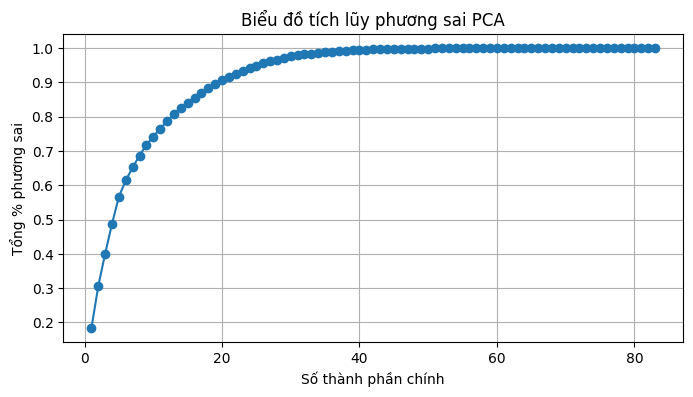 Biểu đồ tích lũy phương sai PCA
Tổng % phương sai
1.0
0.9
0.8
0.7
0.6
0.5
0.4
0.3
0.2
0 20 40 60 80
Số thành phần chính